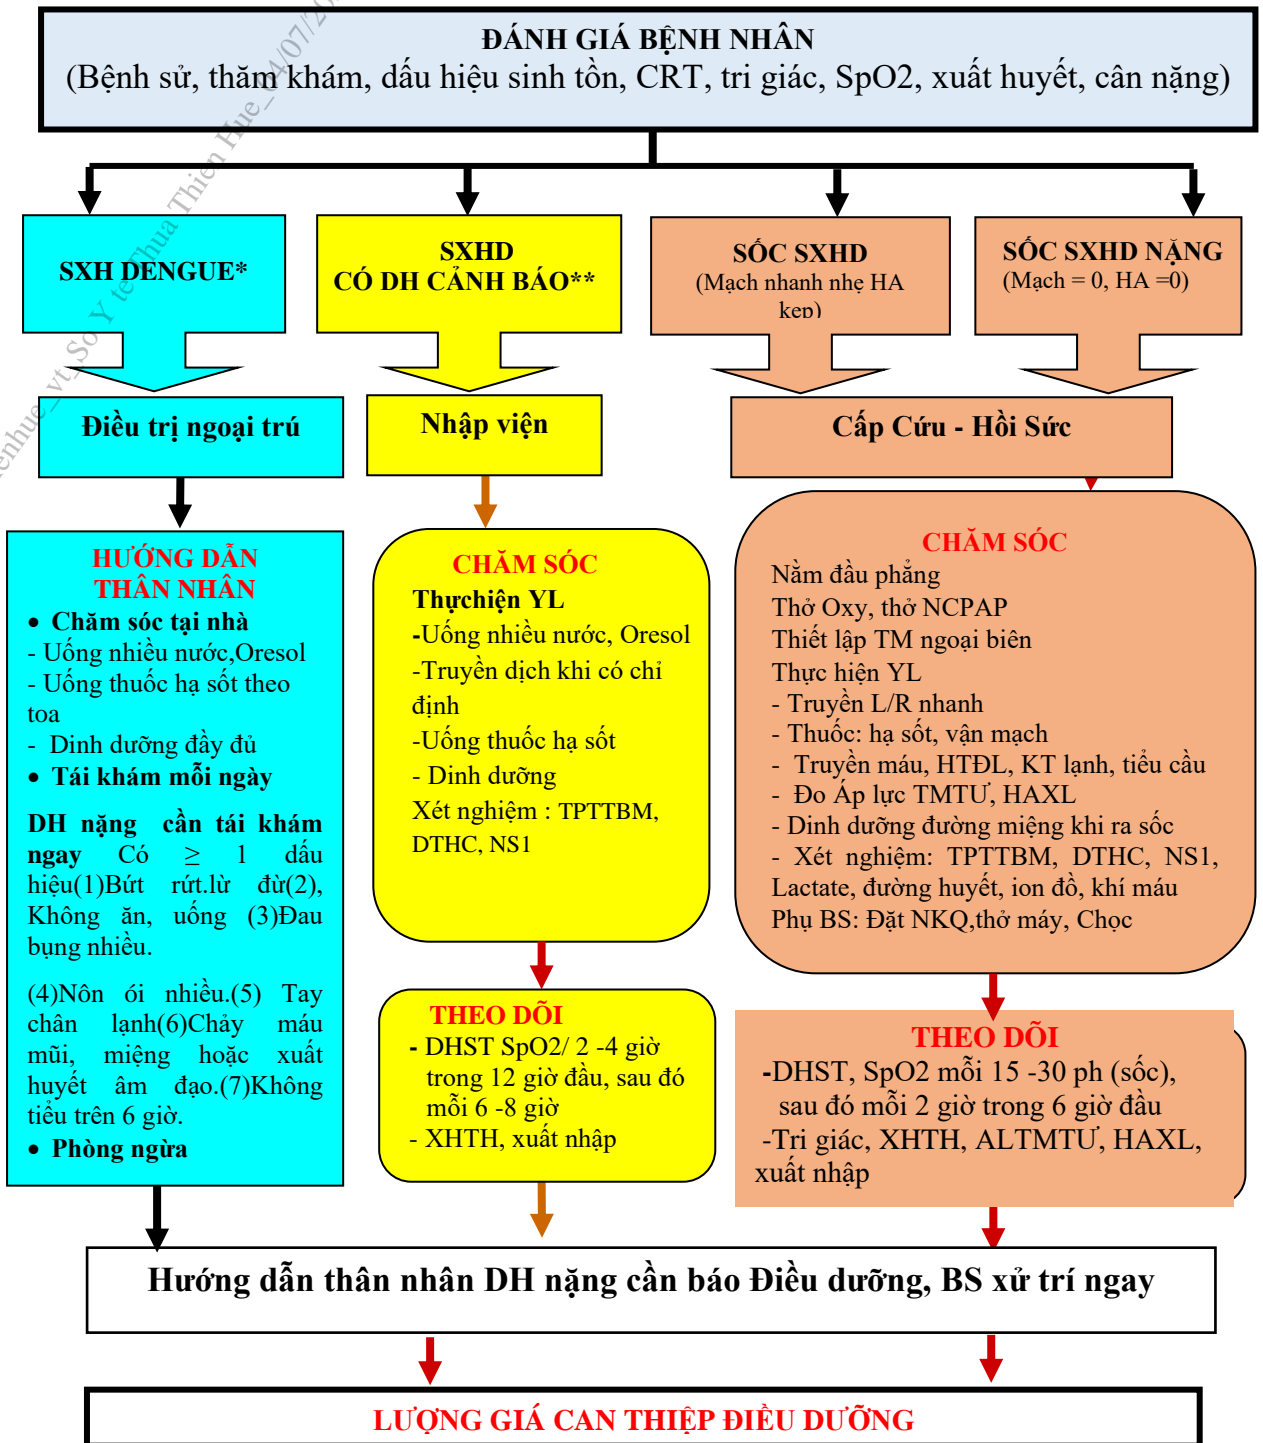 ĐÁNH GIÁ BỆNH NHÂN
(Bệnh sử, thăm khám, dấu hiệu sinh tồn, CRT, tri giác, SpO2, xuất huyết, cân nặng)
SXH DENGUE*
SXHD
CÓ DH CẢNH BÁO**
SỐC SXHD
(Mạch nhanh nhẹ HA
kẹp)
SỐC SXHD NẶNG
(Mạch = 0, HA =0)
Điều trị ngoại trú
Nhập viện
Cấp Cứu - Hồi Sức
HƯỚNG DẪN
THÂN NHÂN
• Chăm sóc tại nhà
- Uống nhiều nước,Oresol
- Uống thuốc hạ sốt theo
toa
- Dinh dưỡng đầy đủ
• Tái khám mỗi ngày
DH nặng cần tái khám
ngay Có ≥ 1 dấu
hiệu(1)Bứt rứt.lừ đừ(2),
Không ăn, uống (3)Đau
bụng nhiều.
(4)Nôn ói nhiều.(5) Tay
chân lạnh(6)Chảy máu
mũi, miệng hoặc xuất
huyết âm đạo.(7)Không
tiểu trên 6 giờ.
• Phòng ngừa
CHĂM SÓC
Thựchiện YL
-Uống nhiều nước, Oresol
-Truyền dịch khi có chỉ
định
-Uống thuốc hạ sốt
- Dinh dưỡng
Xét nghiệm : TPTTBM,
DTHC, NS1
CHĂM SÓC
Nằm đầu phẳng
Thở Oxy, thở NCPAP
Thiết lập TM ngoại biên
Thực hiện YL
- Truyền L/R nhanh
- Thuốc: hạ sốt, vận mạch
- Truyền máu, HTĐL, KT lạnh, tiểu cầu
- Đo Áp lực TMTƯ, HAXL
- Dinh dưỡng đường miệng khi ra sốc
- Xét nghiệm: TPTTBM, DTHC, NS1,
Lactate, đường huyết, ion đồ, khí máu
Phụ BS: Đặt NKQ,thở máy, Chọc
THEO DÕI
- DHST SpO2/ 2 -4 giờ
trong 12 giờ đầu, sau đó
mỗi 6 -8 giờ
- XHTH, xuất nhập
THEO DÕI
-DHST, SpO2 mỗi 15 -30 ph (sốc),
sau đó mỗi 2 giờ trong 6 giờ đầu
-Tri giác, XHTH, ALTMTƯ, HAXL,
xuất nhập
Hướng dẫn thân nhân DH nặng cần báo Điều dưỡng, BS xử trí ngay
LƯỢNG GIÁ CAN THIỆP ĐIỀU DƯỠNG